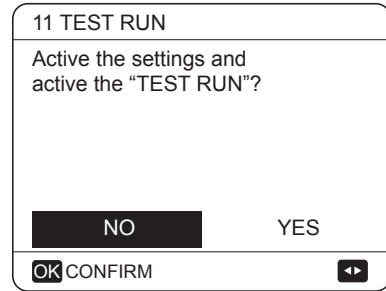 11 TEST RUN
Active the settings and
active the “TEST RUN”?
NO YES
OK CONFIRM